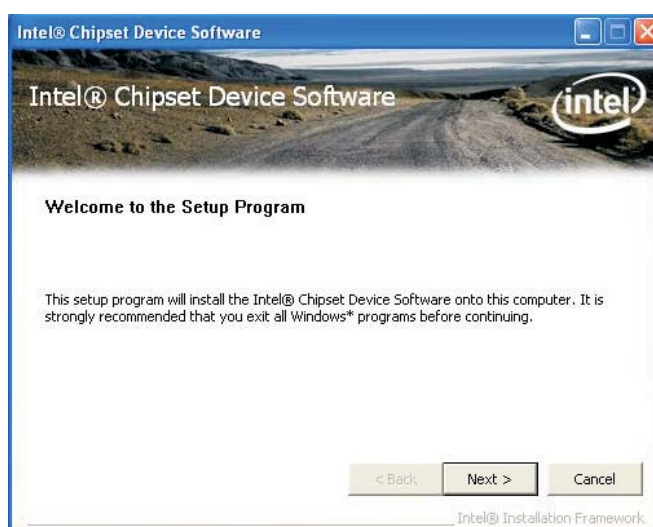 Intel® Chipset Device Software
Intel® Chipset Device Software
intel
Welcome to the Setup Program
This setup program will install the Intel® Chipset Device Software onto this computer. It is
strongly recommended that you exit all Windows* programs before continuing.
< Back Next > Cancel
Intel® Installation Framework